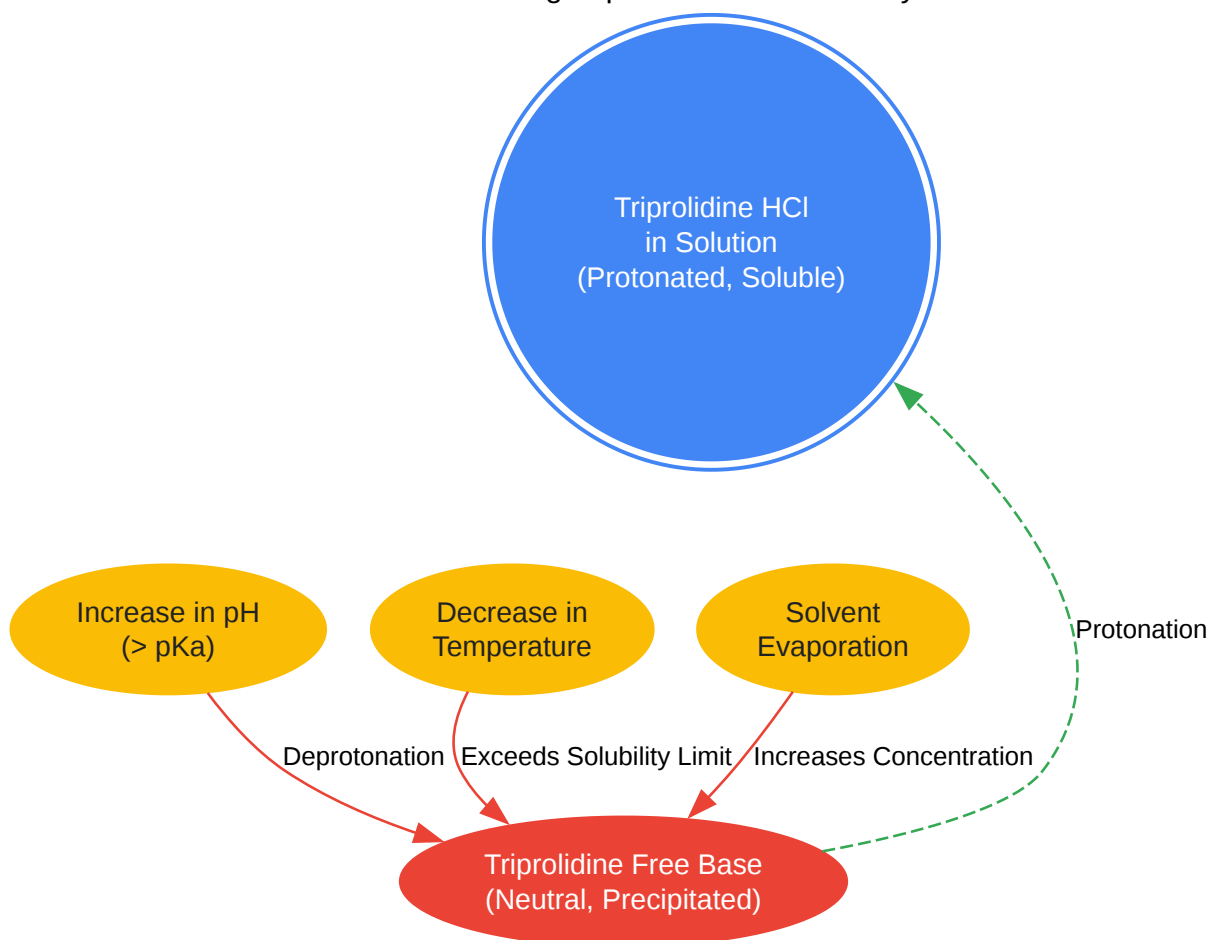 Triprolidine HCl
in Solution
(Protonated, Soluble)
Increase in pH
(> pKa)
Decrease in
Temperature
Solvent
Evaporation
Protonation
Deprotonation
Exceeds Solubility Limit
Increases Concentration
Triprolidine Free Base
(Neutral, Precipitated)